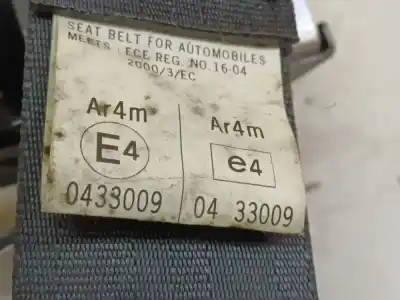 SEAT BELT FOR AUTOMOBILES
MEETS : ECE REG. NO.16-04
2000/3/EC
Ar4m
E4
0433009
Ar4m
e4
04 33009